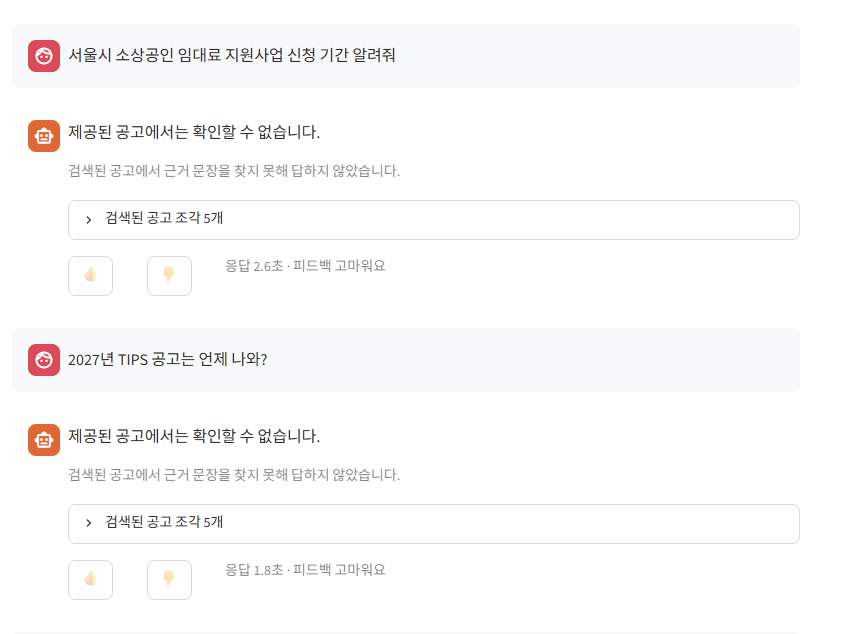 서울시 소상공인 임대료 지원사업 신청 기간 알려줘
제공된 공고에서는 확인할 수 없습니다.
검색된 공고에서 근거 문장을 찾지 못해 답하지 않았습니다.
검색된 공고 조각 5개
응답 2.6초 · 피드백 고마워요
2027년 TIPS 공고는 언제 나와?
제공된 공고에서는 확인할 수 없습니다.
검색된 공고에서 근거 문장을 찾지 못해 답하지 않았습니다.
검색된 공고 조각 5개
응답 1.8초 · 피드백 고마워요